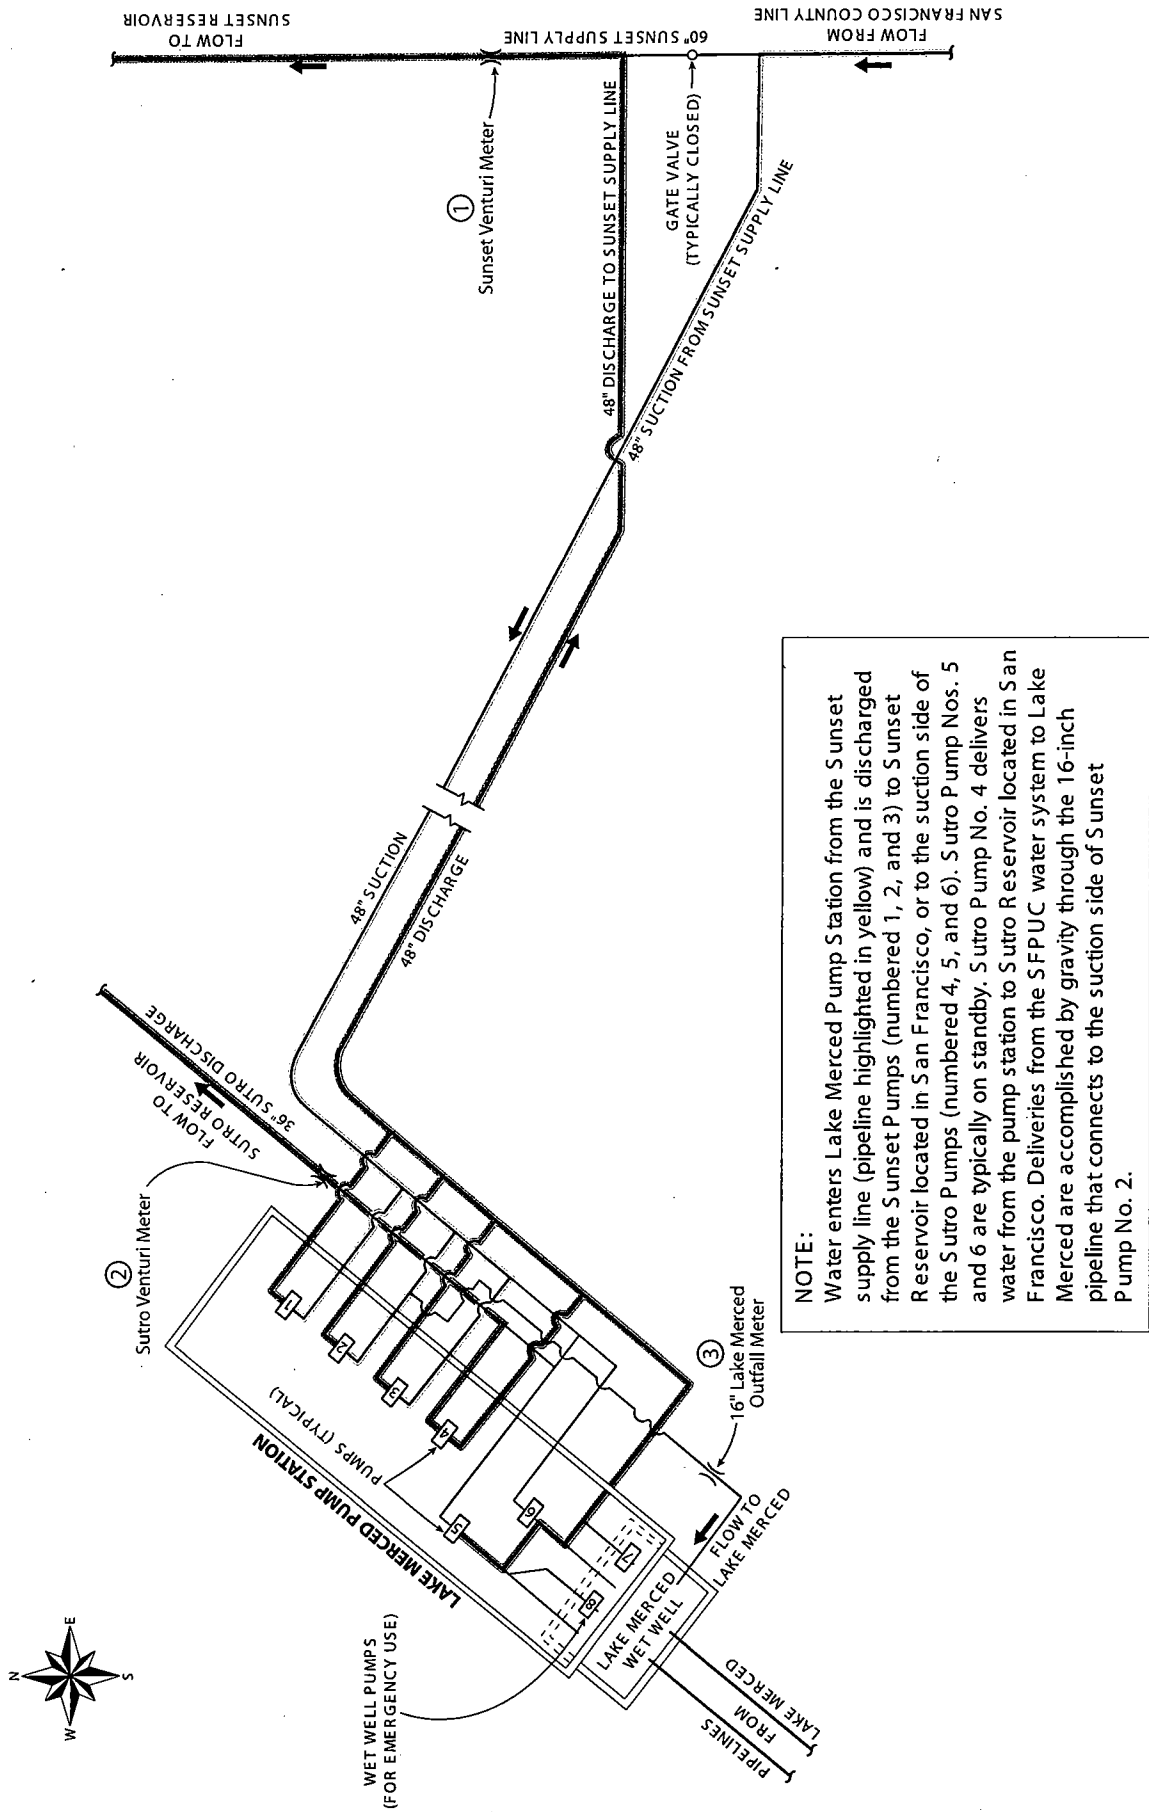 FLOW TO
SUNSET RESERVOIR
60" SUNSET SUPPLY LINE
FLOW FROM
SAN FRANCISCO COUNTY LINE
1
Sunset Venturi Meter
48" DISCHARGE TO SUNSET SUPPLY LINE
GATE VALVE
(TYPICALLY CLOSED)
48" SUCTION FROM SUNSET SUPPLY LINE
48" SUCTION
48" DISCHARGE
36" SUTRO DISCHARGE
FLOW TO
SUTRO RESERVOIR
2
Sutro Venturi Meter
LAKE MERCED PUMP STATION
PUMPS (TYPICAL)
1
2
3
4
5
6
7
8
3
16" Lake Merced
Outfall Meter
FLOW TO
LAKE MERCED
LAKE MERCED
WET WELL
WET WELL PUMPS
(FOR EMERGENCY USE)
PIPELINES
FROM
LAKE MERCED
N
E
S
W
NOTE:
Water enters Lake Merced Pump Station from the Sunset
supply line (pipeline highlighted in yellow) and is discharged
from the Sunset Pumps (numbered 1, 2, and 3) to Sunset
Reservoir located in San Francisco, or to the suction side of
the Sutro Pumps (numbered 4, 5, and 6). Sutro Pump Nos. 5
and 6 are typically on standby. Sutro Pump No. 4 delivers
water from the pump station to Sutro Reservoir located in San
Francisco. Deliveries from the SFPUC water system to Lake
Merced are accomplished by gravity through the 16-inch
pipeline that connects to the suction side of Sunset
Pump No. 2.